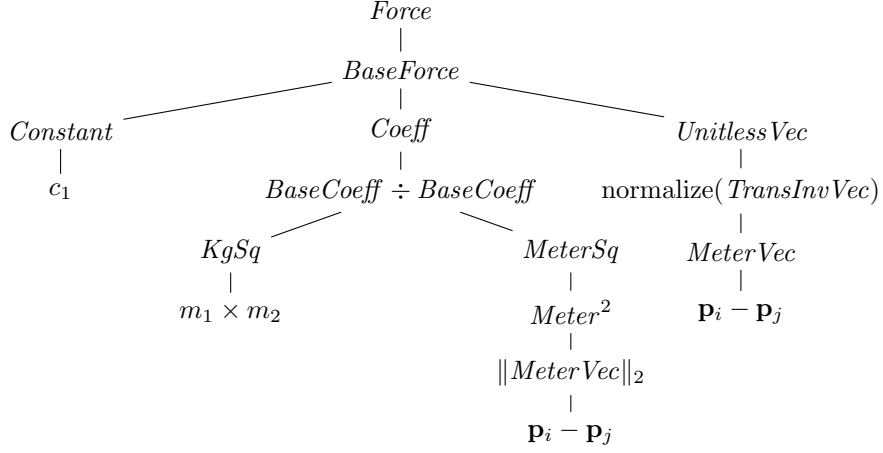 Force
BaseForce
Constant Coeff UnitlessVec
c₁ BaseCoeff ÷ BaseCoeff normalize(TransInvVec)
KgSq MeterSq MeterVec
m₁ × m₂ Meter² pᵢ − pⱼ
‖MeterVec‖₂
pᵢ − pⱼ